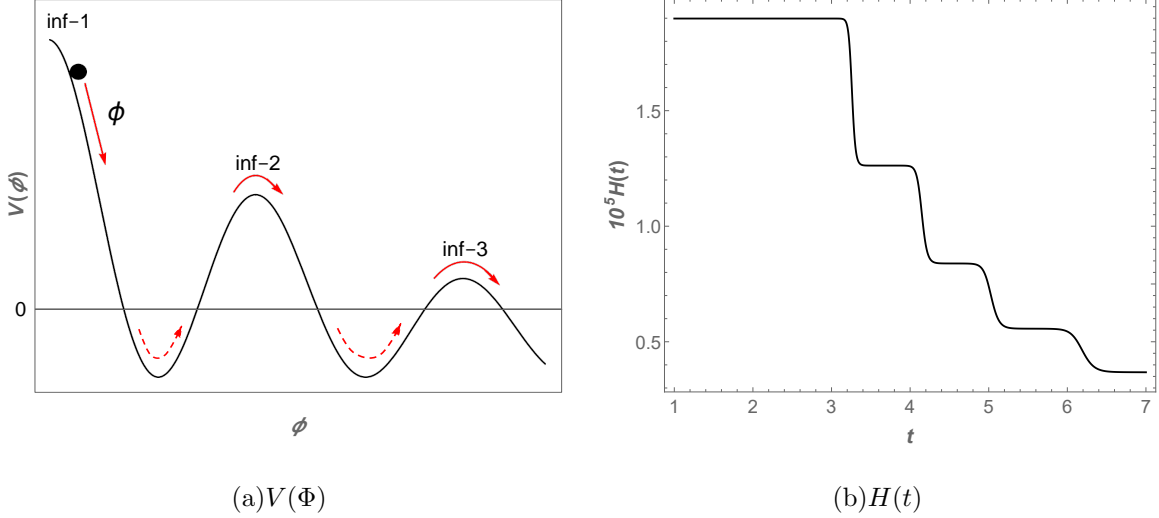 inf-1
ϕ
inf-2
inf-3
V(ϕ)
0
ϕ
10⁵H(t)
1.5
1.0
0.5
1 2 3 4 5 6 7
t
(a)V(Φ)
(b)H(t)